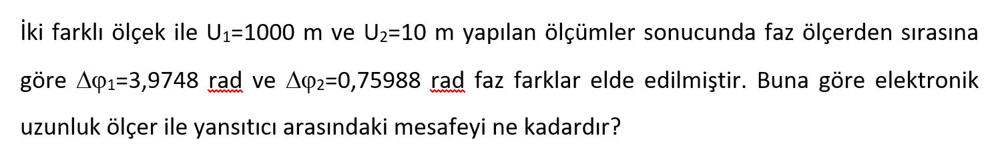 İki farklı ölçek ile U₁=1000 m ve U₂=10 m yapılan ölçümler sonucunda faz ölçerden sırasına
göre Δφ₁=3,9748 rad ve Δφ₂=0,75988 rad faz farklar elde edilmiştir. Buna göre elektronik
uzunluk ölçer ile yansıtıcı arasındaki mesafeyi ne kadardır?